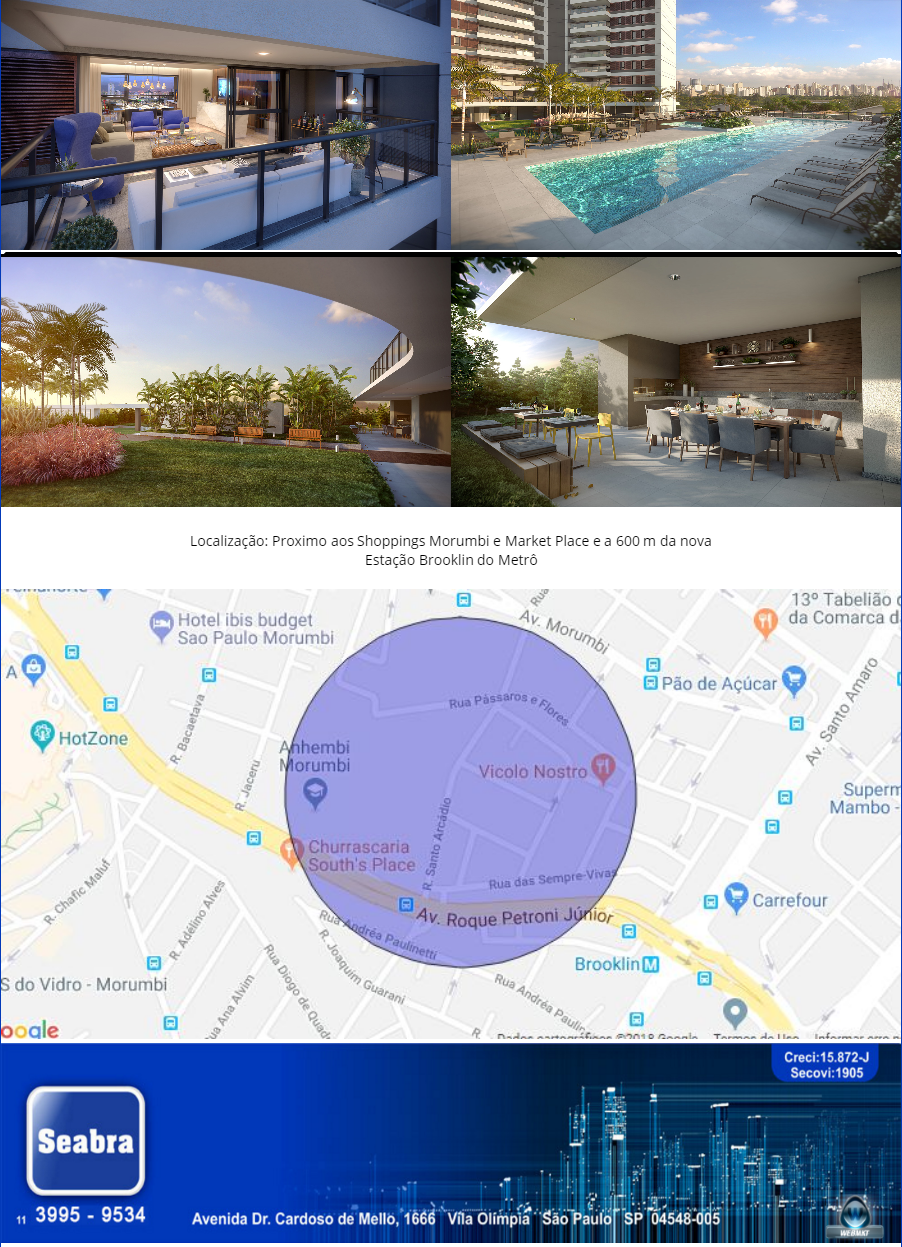 Localização: Proximo aos Shoppings Morumbi e Market Place e a 600 m da nova
Estação Brooklin do Metrô
Hotel ibis budget
Sao Paulo Morumbi
Rua
Av. Morumbi
13º Tabelião
da Comarca d
A
Pão de Açúcar
Av. Santo Amaro
HotZone
R. Bacaetava
Rua Pássaros e Flores
Anhembi
Morumbi
Vicolo Nostro
R. Jaceru
Superm
Mambo -
Churrascaria
South's Place
R. Santo Arcádio
Rua das Sempre-Vivas
R. Chafic Maluf
R. Adélino Alves
Av. Roque Petroni Júnior
Carrefour
Rua Andréa Paulinetti
R. Joaquim Guarani
Brooklin M
S do Vidro - Morumbi
Rua Ana Alvim
Rua Diogo de Quad
Rua Andréa Paulin
R.
oogle
Dados cartográficos ©2018 Google
Termos de Uso
Informar erro n
Creci:15.872-J
Secovi:1905
Seabra
11 3995 - 9534
Avenida Dr. Cardoso de Mello, 1666 Vila Olímpia São Paulo SP 04548-005
WEBMKT